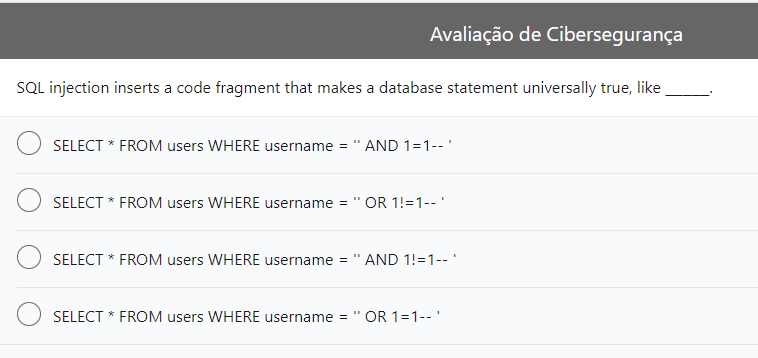 Avaliação de Cibersegurança
SQL injection inserts a code fragment that makes a database statement universally true, like _____.
SELECT * FROM users WHERE username = '' AND 1=1-- '
SELECT * FROM users WHERE username = '' OR 1!=1-- '
SELECT * FROM users WHERE username = '' AND 1!=1-- '
SELECT * FROM users WHERE username = '' OR 1=1-- '